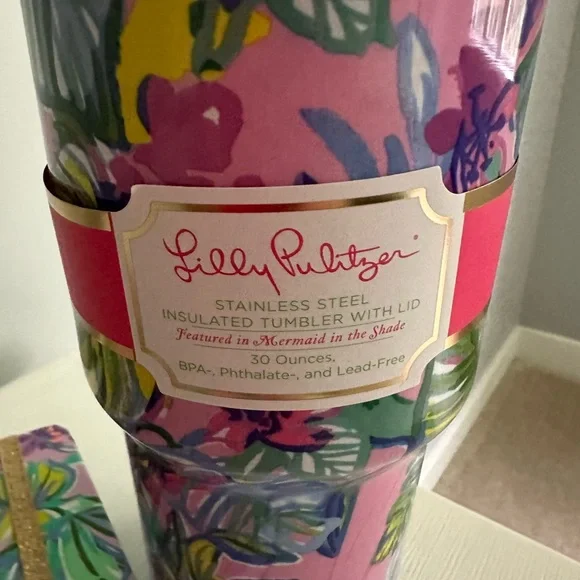 Lilly Pulitzer®
STAINLESS STEEL
INSULATED TUMBLER WITH LID
Featured in Mermaid in the Shade
30 Ounces.
BPA-, Phthalate-, and Lead-Free